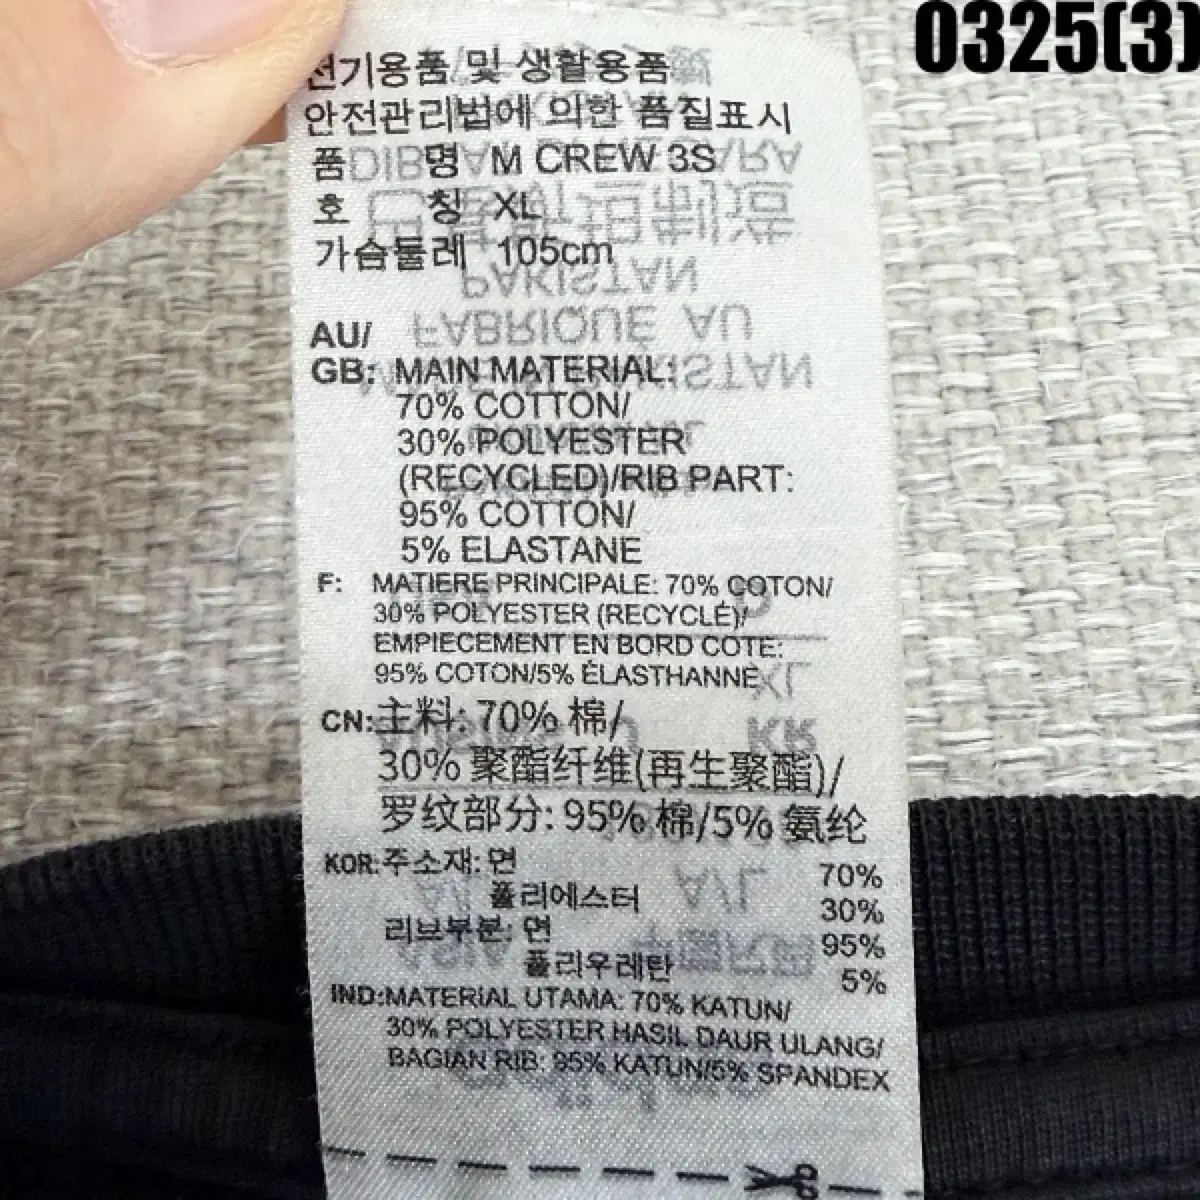 0325(3)
전기용품 및 생활용품
안전관리법에 의한 품질표시
품 명 M CREW 3S
호 칭 XL
가슴둘레 105cm
AU/
GB: MAIN MATERIAL:
70% COTTON/
30% POLYESTER
(RECYCLED)/RIB PART:
95% COTTON/
5% ELASTANE
F: MATIERE PRINCIPALE: 70% COTON/
30% POLYESTER (RECYCLÉ)/
EMPIECEMENT EN BORD COTE:
95% COTON/5% ÉLASTHANNE
CN:主料: 70% 棉/
30% 聚酯纤维(再生聚酯)/
罗纹部分: 95% 棉/5% 氨纶
KOR:주소재: 면 70%
폴리에스터 30%
리브부분: 면 95%
폴리우레탄 5%
IND:MATERIAL UTAMA: 70% KATUN/
30% POLYESTER HASIL DAUR ULANG/
BAGIAN RIB: 95% KATUN/5% SPANDEX